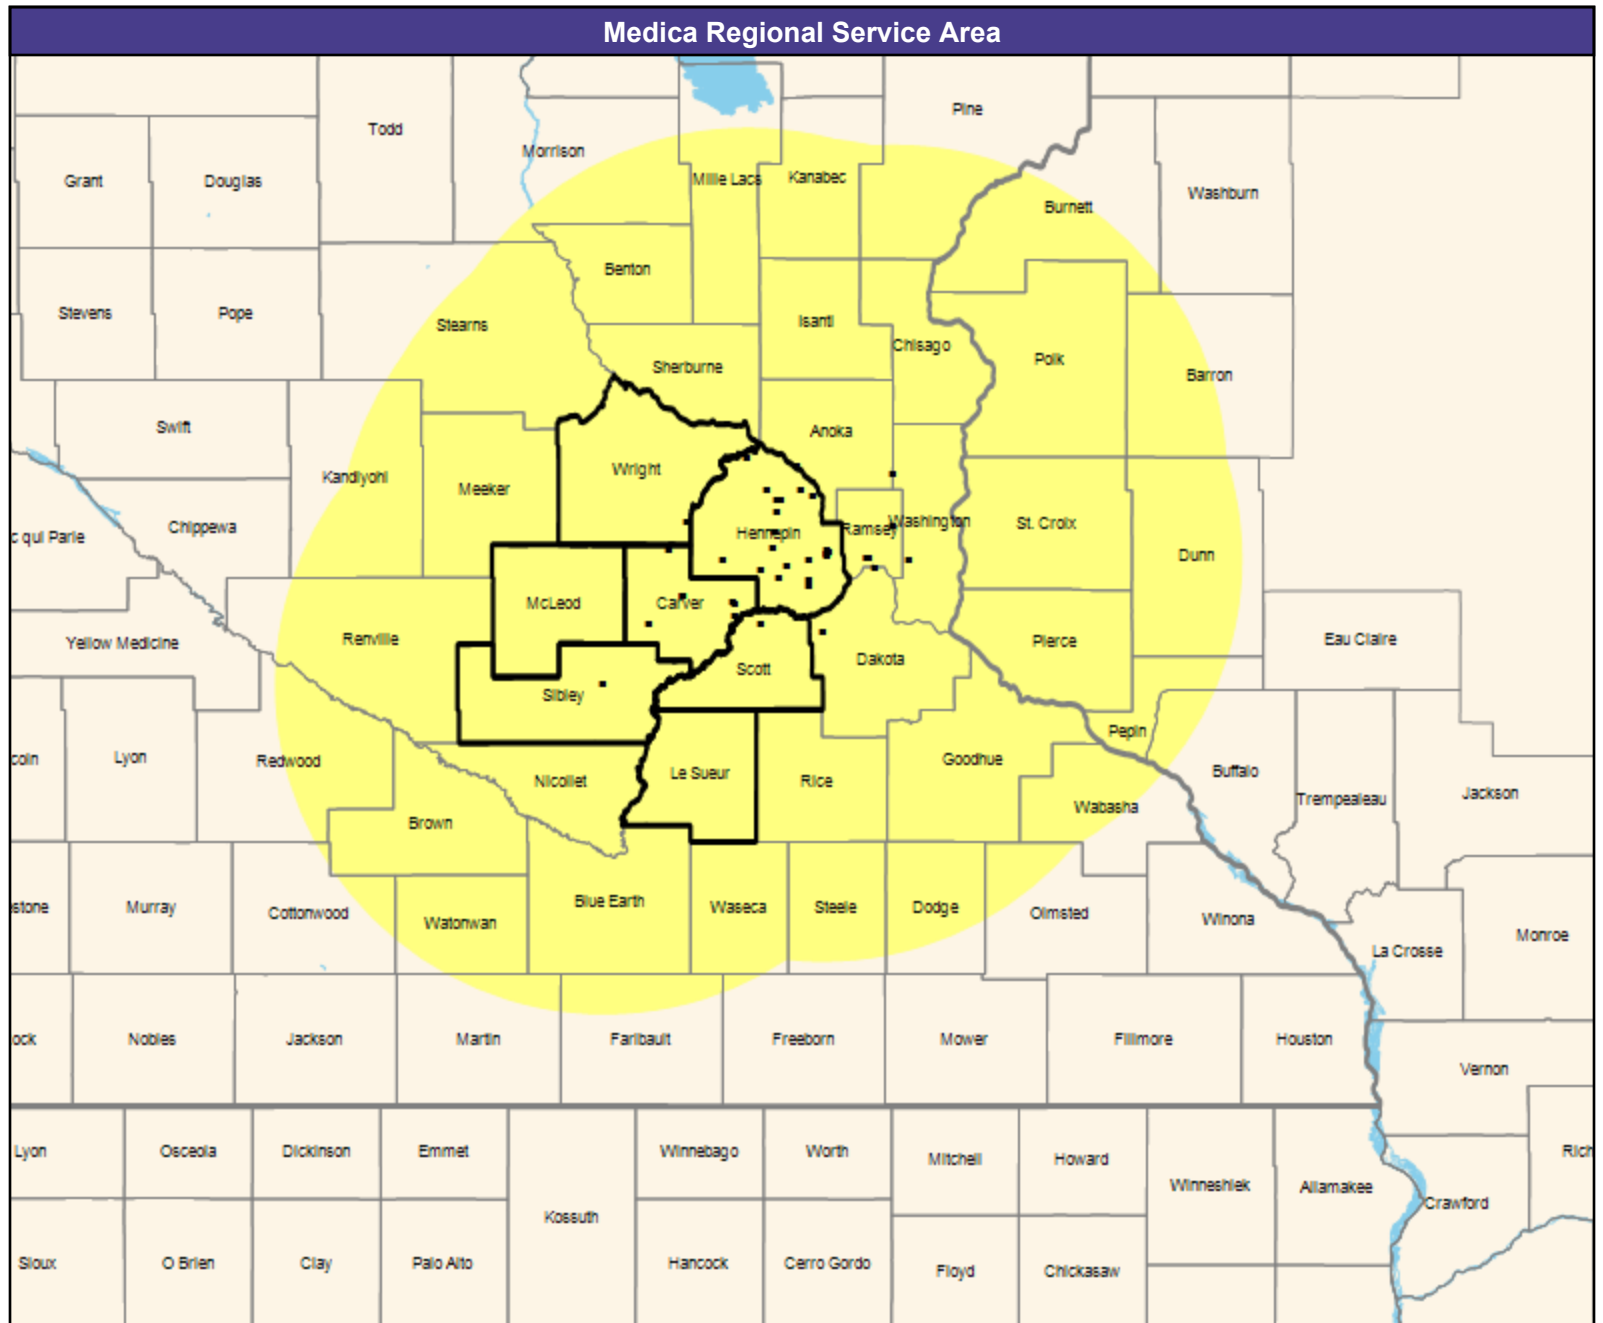 Medica Regional Service Area
Pine
Todd
Morrison
Grant
Douglas
Mille Lacs
Kanabec
Washburn
Burnett
Benton
Stevens
Pope
Stearns
Isanti
Chisago
Polk
Sherburne
Barron
Swift
Anoka
Kandiyohi
Wright
Meeker
Chippewa
c qui Parle
Hennepin
Ramsey
Washington
St. Croix
Dunn
McLeod
Carver
Yellow Medicine
Renville
Pierce
Eau Claire
Scott
Dakota
Sibley
Pepin
coln
Lyon
Redwood
Nicollet
Le Sueur
Rice
Goodhue
Buffalo
Trempealeau
Jackson
Brown
Wabasha
stone
Murray
Cottonwood
Watonwan
Blue Earth
Waseca
Steele
Dodge
Olmsted
Winona
Monroe
La Crosse
ock
Nobles
Jackson
Martin
Faribault
Freeborn
Mower
Fillmore
Houston
Vernon
Lyon
Osceola
Dickinson
Emmet
Winnebago
Worth
Mitchell
Howard
Rich
Winneshiek
Allamakee
Crawford
Kossuth
Sioux
O Brien
Clay
Palo Alto
Hancock
Cerro Gordo
Floyd
Chickasaw